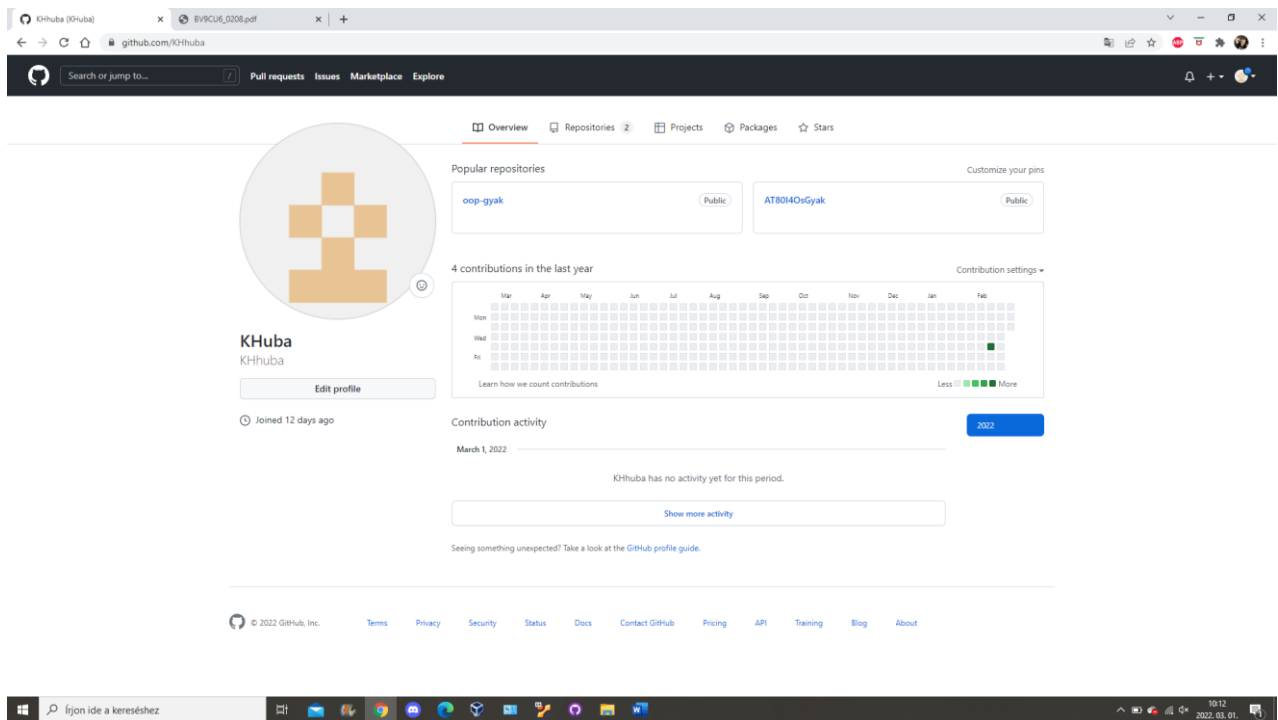 KHhuba (KHuba)
BV9CU6_0208.pdf
github.com/KHhuba
ABP
Search or jump to... /
Pull requests Issues Marketplace Explore
Overview Repositories 2 Projects Packages Stars
Popular repositories Customize your pins
oop-gyak Public
AT80I4OsGyak Public
4 contributions in the last year Contribution settings
Mar Apr May Jun Jul Aug Sep Oct Nov Dec Jan Feb
Mon
Wed
Fri
Learn how we count contributions Less More
KHuba
KHhuba
Edit profile
Joined 12 days ago
Contribution activity
2022
March 1, 2022
KHhuba has no activity yet for this period.
Show more activity
Seeing something unexpected? Take a look at the GitHub profile guide.
© 2022 GitHub, Inc. Terms Privacy Security Status Docs Contact GitHub Pricing API Training Blog About
Írjon ide a kereséshez
10:12
2022. 03. 01.